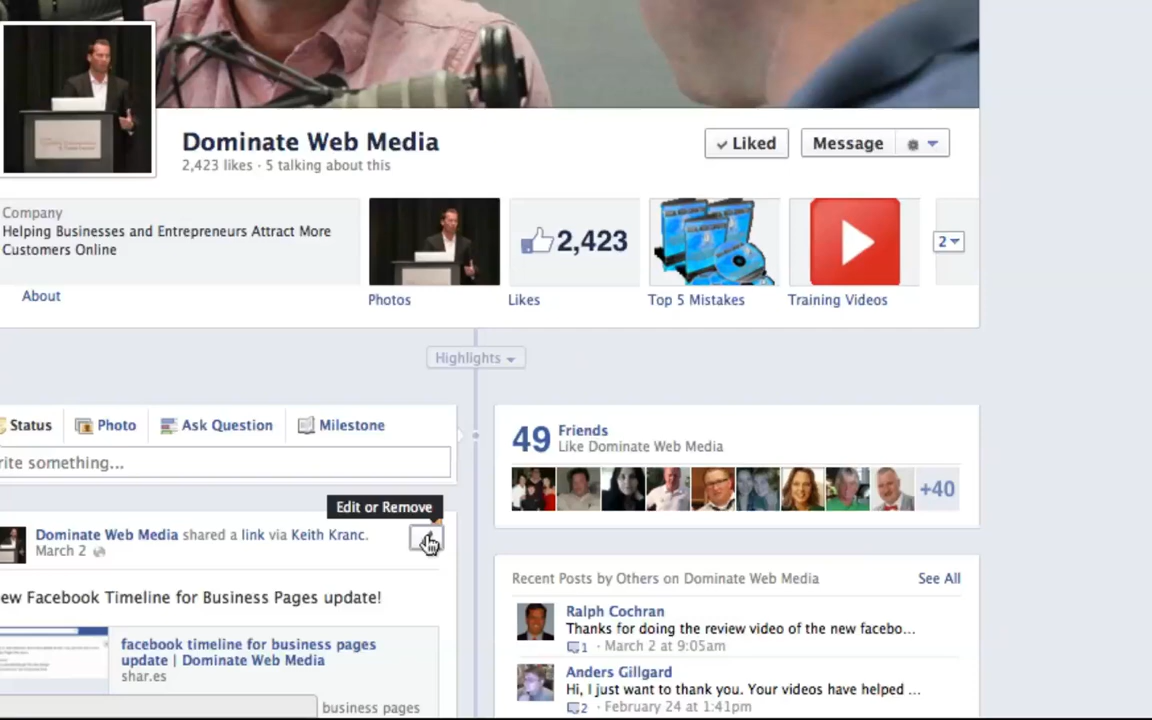 Dominate Web Media
2,423 likes · 5 talking about this
Liked
Message
Company
Helping Businesses and Entrepreneurs Attract More
Customers Online
About
Photos
2,423
Likes
Top 5 Mistakes
Training Videos
2
Highlights
Status
Photo
Ask Question
Milestone
rite something...
Edit or Remove
Dominate Web Media shared a link via Keith Kranc.
March 2
ew Facebook Timeline for Business Pages update!
facebook timeline for business pages
update | Dominate Web Media
shar.es
business pages
49 Friends
Like Dominate Web Media
+40
Recent Posts by Others on Dominate Web Media
See All
Ralph Cochran
Thanks for doing the review video of the new facebo...
1 · March 2 at 9:05am
Anders Gillgard
Hi, I just want to thank you. Your videos have helped ...
2 · February 24 at 1:41pm